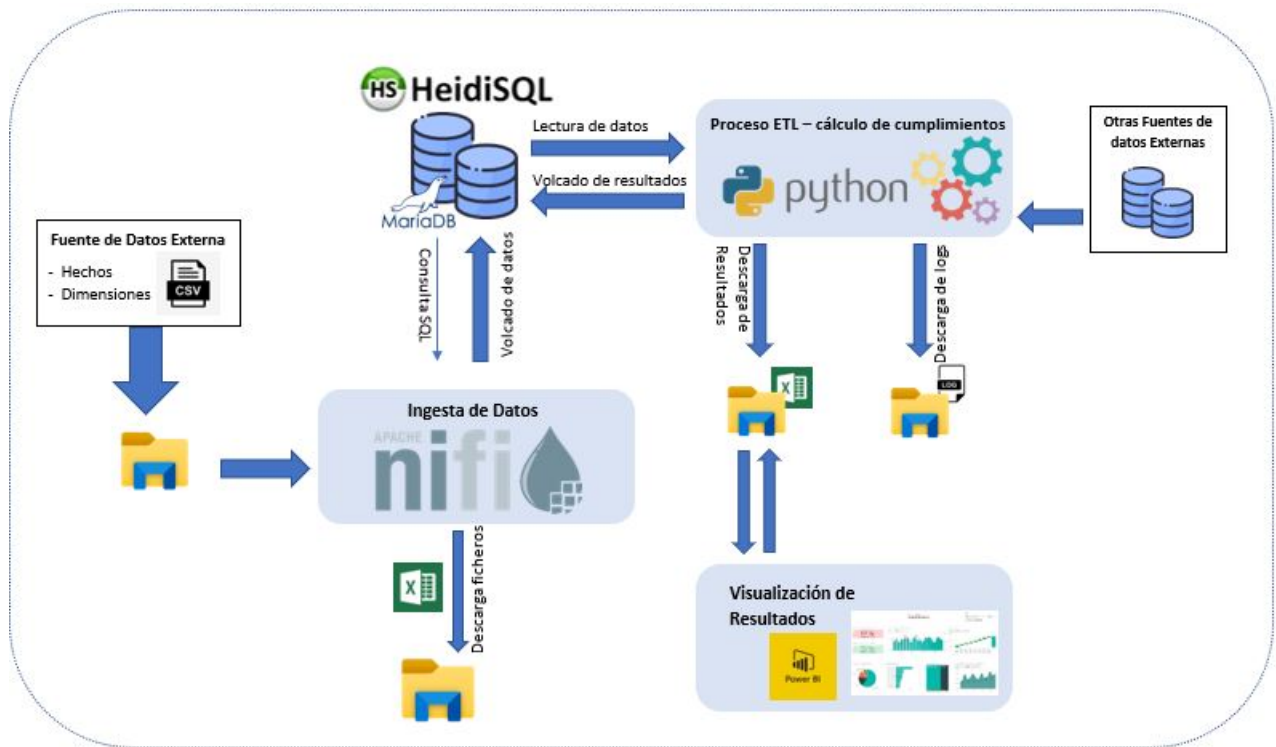 HS HeidiSQL
Lectura de datos
Volcado de resultados
MariaDB
Proceso ETL – cálculo de cumplimientos
python
Otras Fuentes de
datos Externas
Fuente de Datos Externa
- Hechos
- Dimensiones
CSV
Consulta SQL
Volcado de datos
Descarga de
Resultados
Descarga de logs
LOG
Ingesta de Datos
APACHE
nifi
X
X
Descarga ficheros
Visualización de
Resultados
Power BI